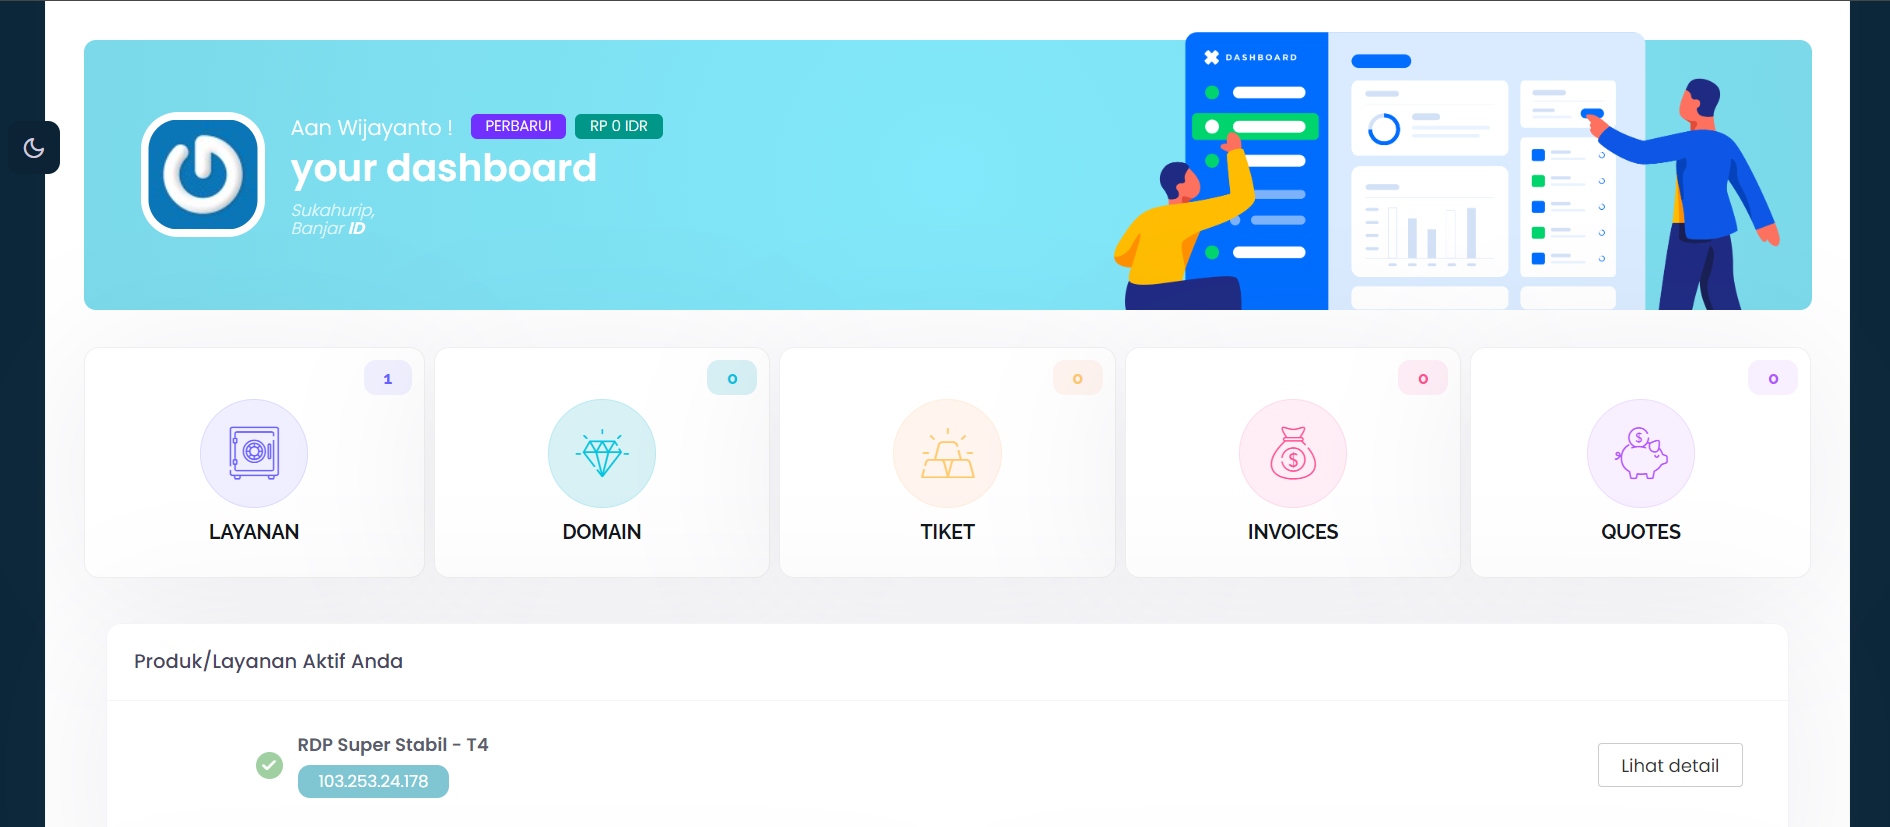 DASHBOARD
Aan Wijayanto !
PERBARUI
RP 0 IDR
your dashboard
Sukahurip,
Banjar ID
1
0
0
0
0
LAYANAN
DOMAIN
TIKET
INVOICES
QUOTES
Produk/Layanan Aktif Anda
RDP Super Stabil - T4
103.253.24.178
Lihat detail